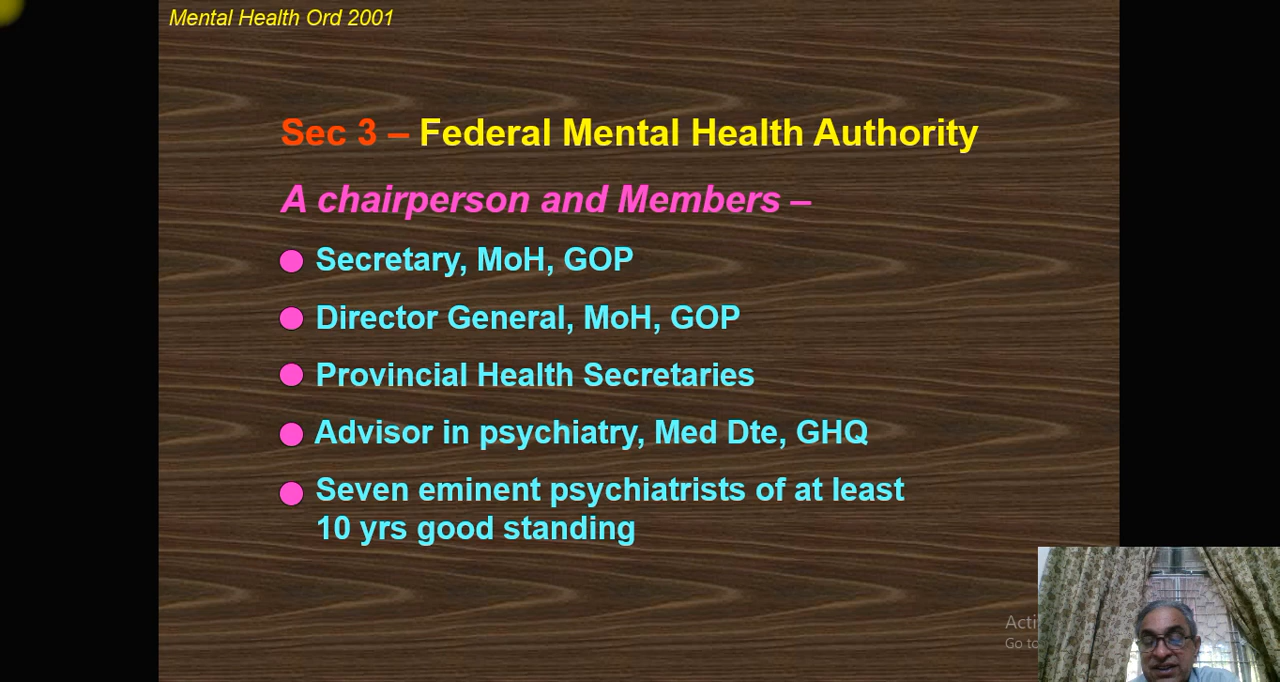 Mental Health Ord 2001
Sec 3 – Federal Mental Health Authority
A chairperson and Members –
Secretary, MoH, GOP
Director General, MoH, GOP
Provincial Health Secretaries
Advisor in psychiatry, Med Dte, GHQ
Seven eminent psychiatrists of at least
10 yrs good standing
Go to